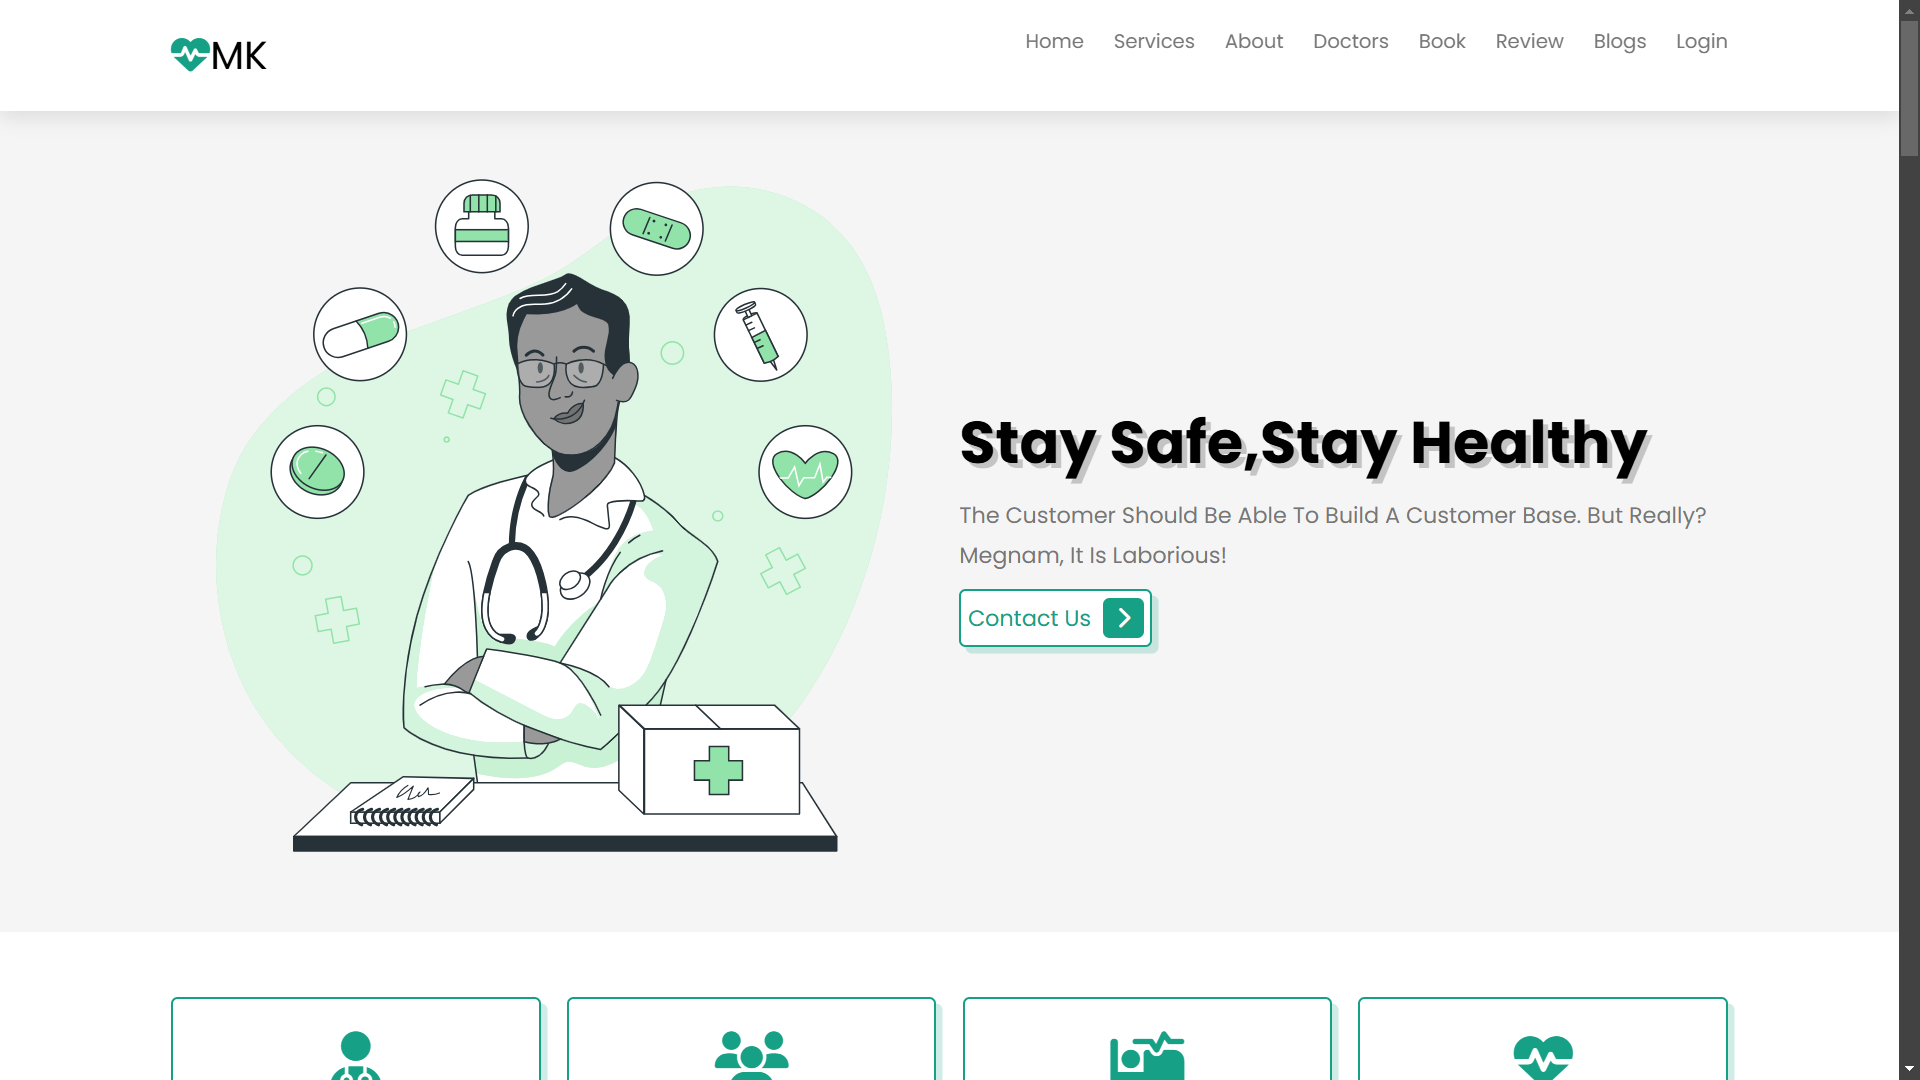 MK
Home Services About Doctors Book Review Blogs Login
Stay Safe,Stay Healthy
The Customer Should Be Able To Build A Customer Base. But Really?
Megnam, It Is Laborious!
Contact Us